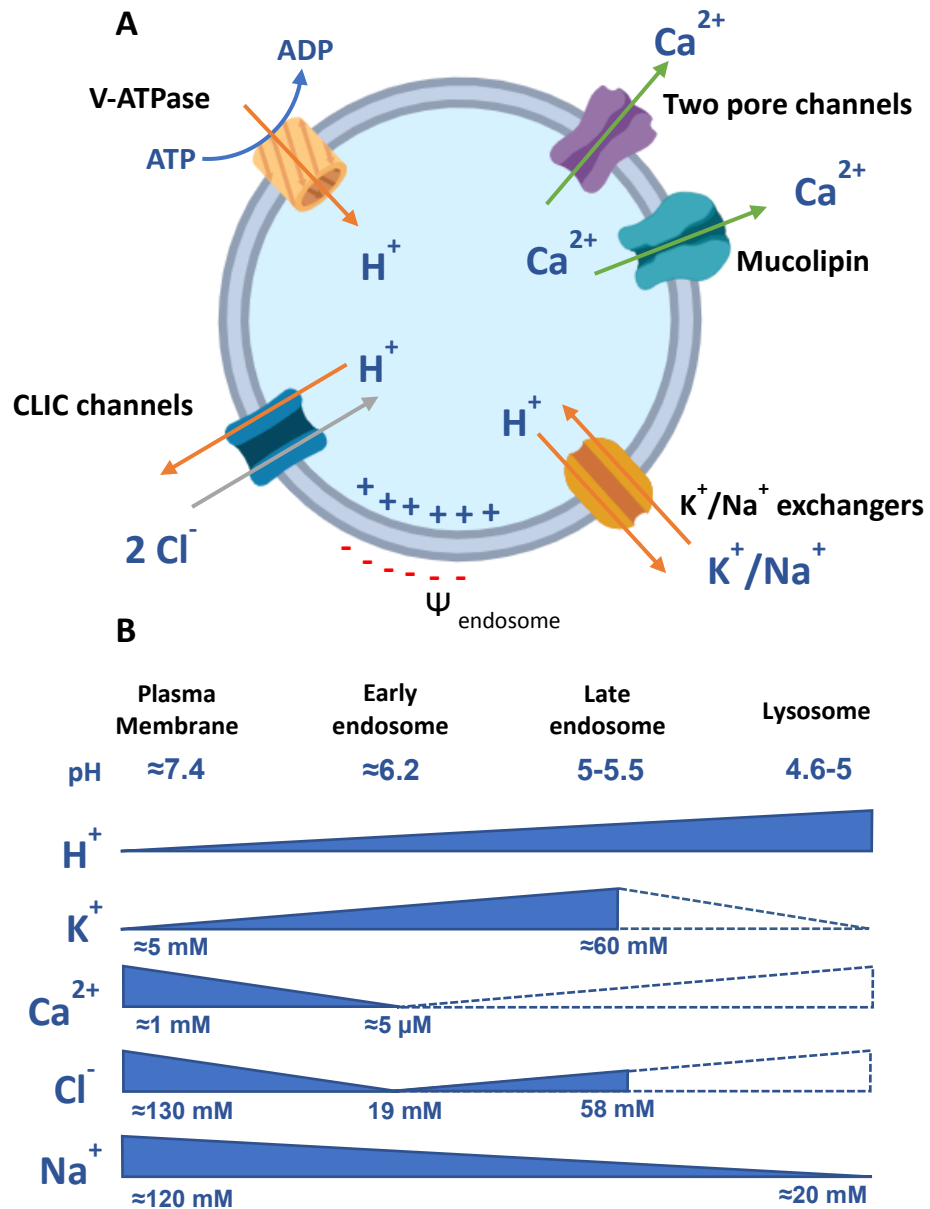 A
ADP
Ca2+
V-ATPase
Two pore channels
ATP
Ca2+
H+
Ca2+
Mucolipin
H+
CLIC channels
H+
K+/Na+ exchangers
+ + + + + +
2 Cl-
- - - - - -
K+/Na+
Ψ endosome
B
Plasma Membrane
Early endosome
Late endosome
Lysosome
pH ≈7.4 ≈6.2 5-5.5 4.6-5
H+
K+
≈5 mM ≈60 mM
Ca2+
≈1 mM ≈5 µM
Cl-
≈130 mM 19 mM 58 mM
Na+
≈120 mM ≈20 mM